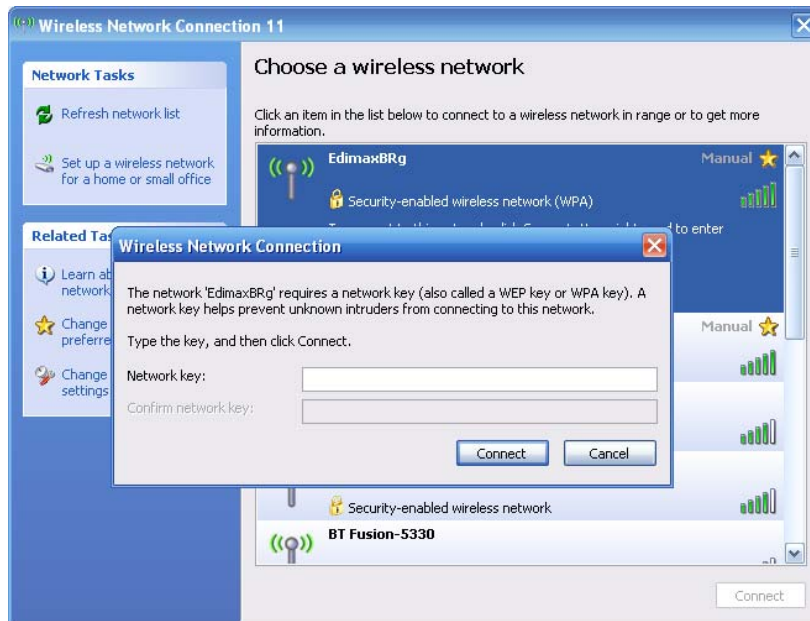 Wireless Network Connection 11
Network Tasks
Refresh network list
Set up a wireless network
for a home or small office
Related Tas
Learn ab
network
Change
preferre
Change
settings
Choose a wireless network
Click an item in the list below to connect to a wireless network in range or to get more
information.
EdimaxBRg
Manual
Security-enabled wireless network (WPA)
d to enter
Wireless Network Connection
The network 'EdimaxBRg' requires a network key (also called a WEP key or WPA key). A
network key helps prevent unknown intruders from connecting to this network.
Type the key, and then click Connect.
Network key:
Confirm network key:
Connect
Cancel
Manual
Security-enabled wireless network
BT Fusion-5330
Connect